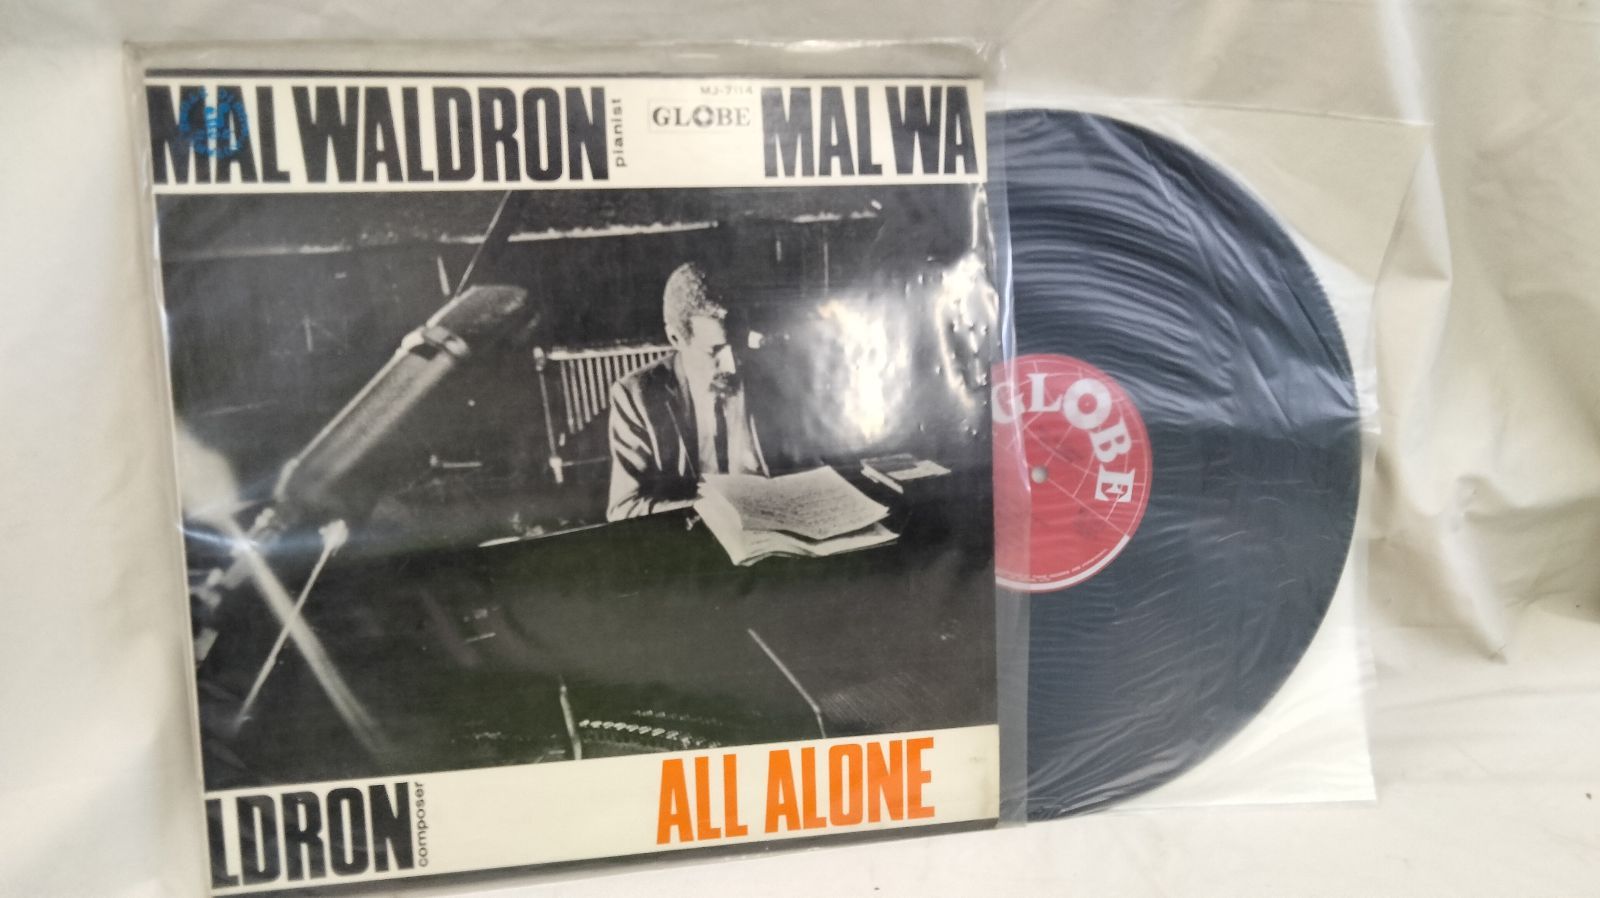 MAL WALDRON
pianist
MJ-7114
GLOBE
MAL WA
LDRON
composer
ALL ALONE
GLOBE